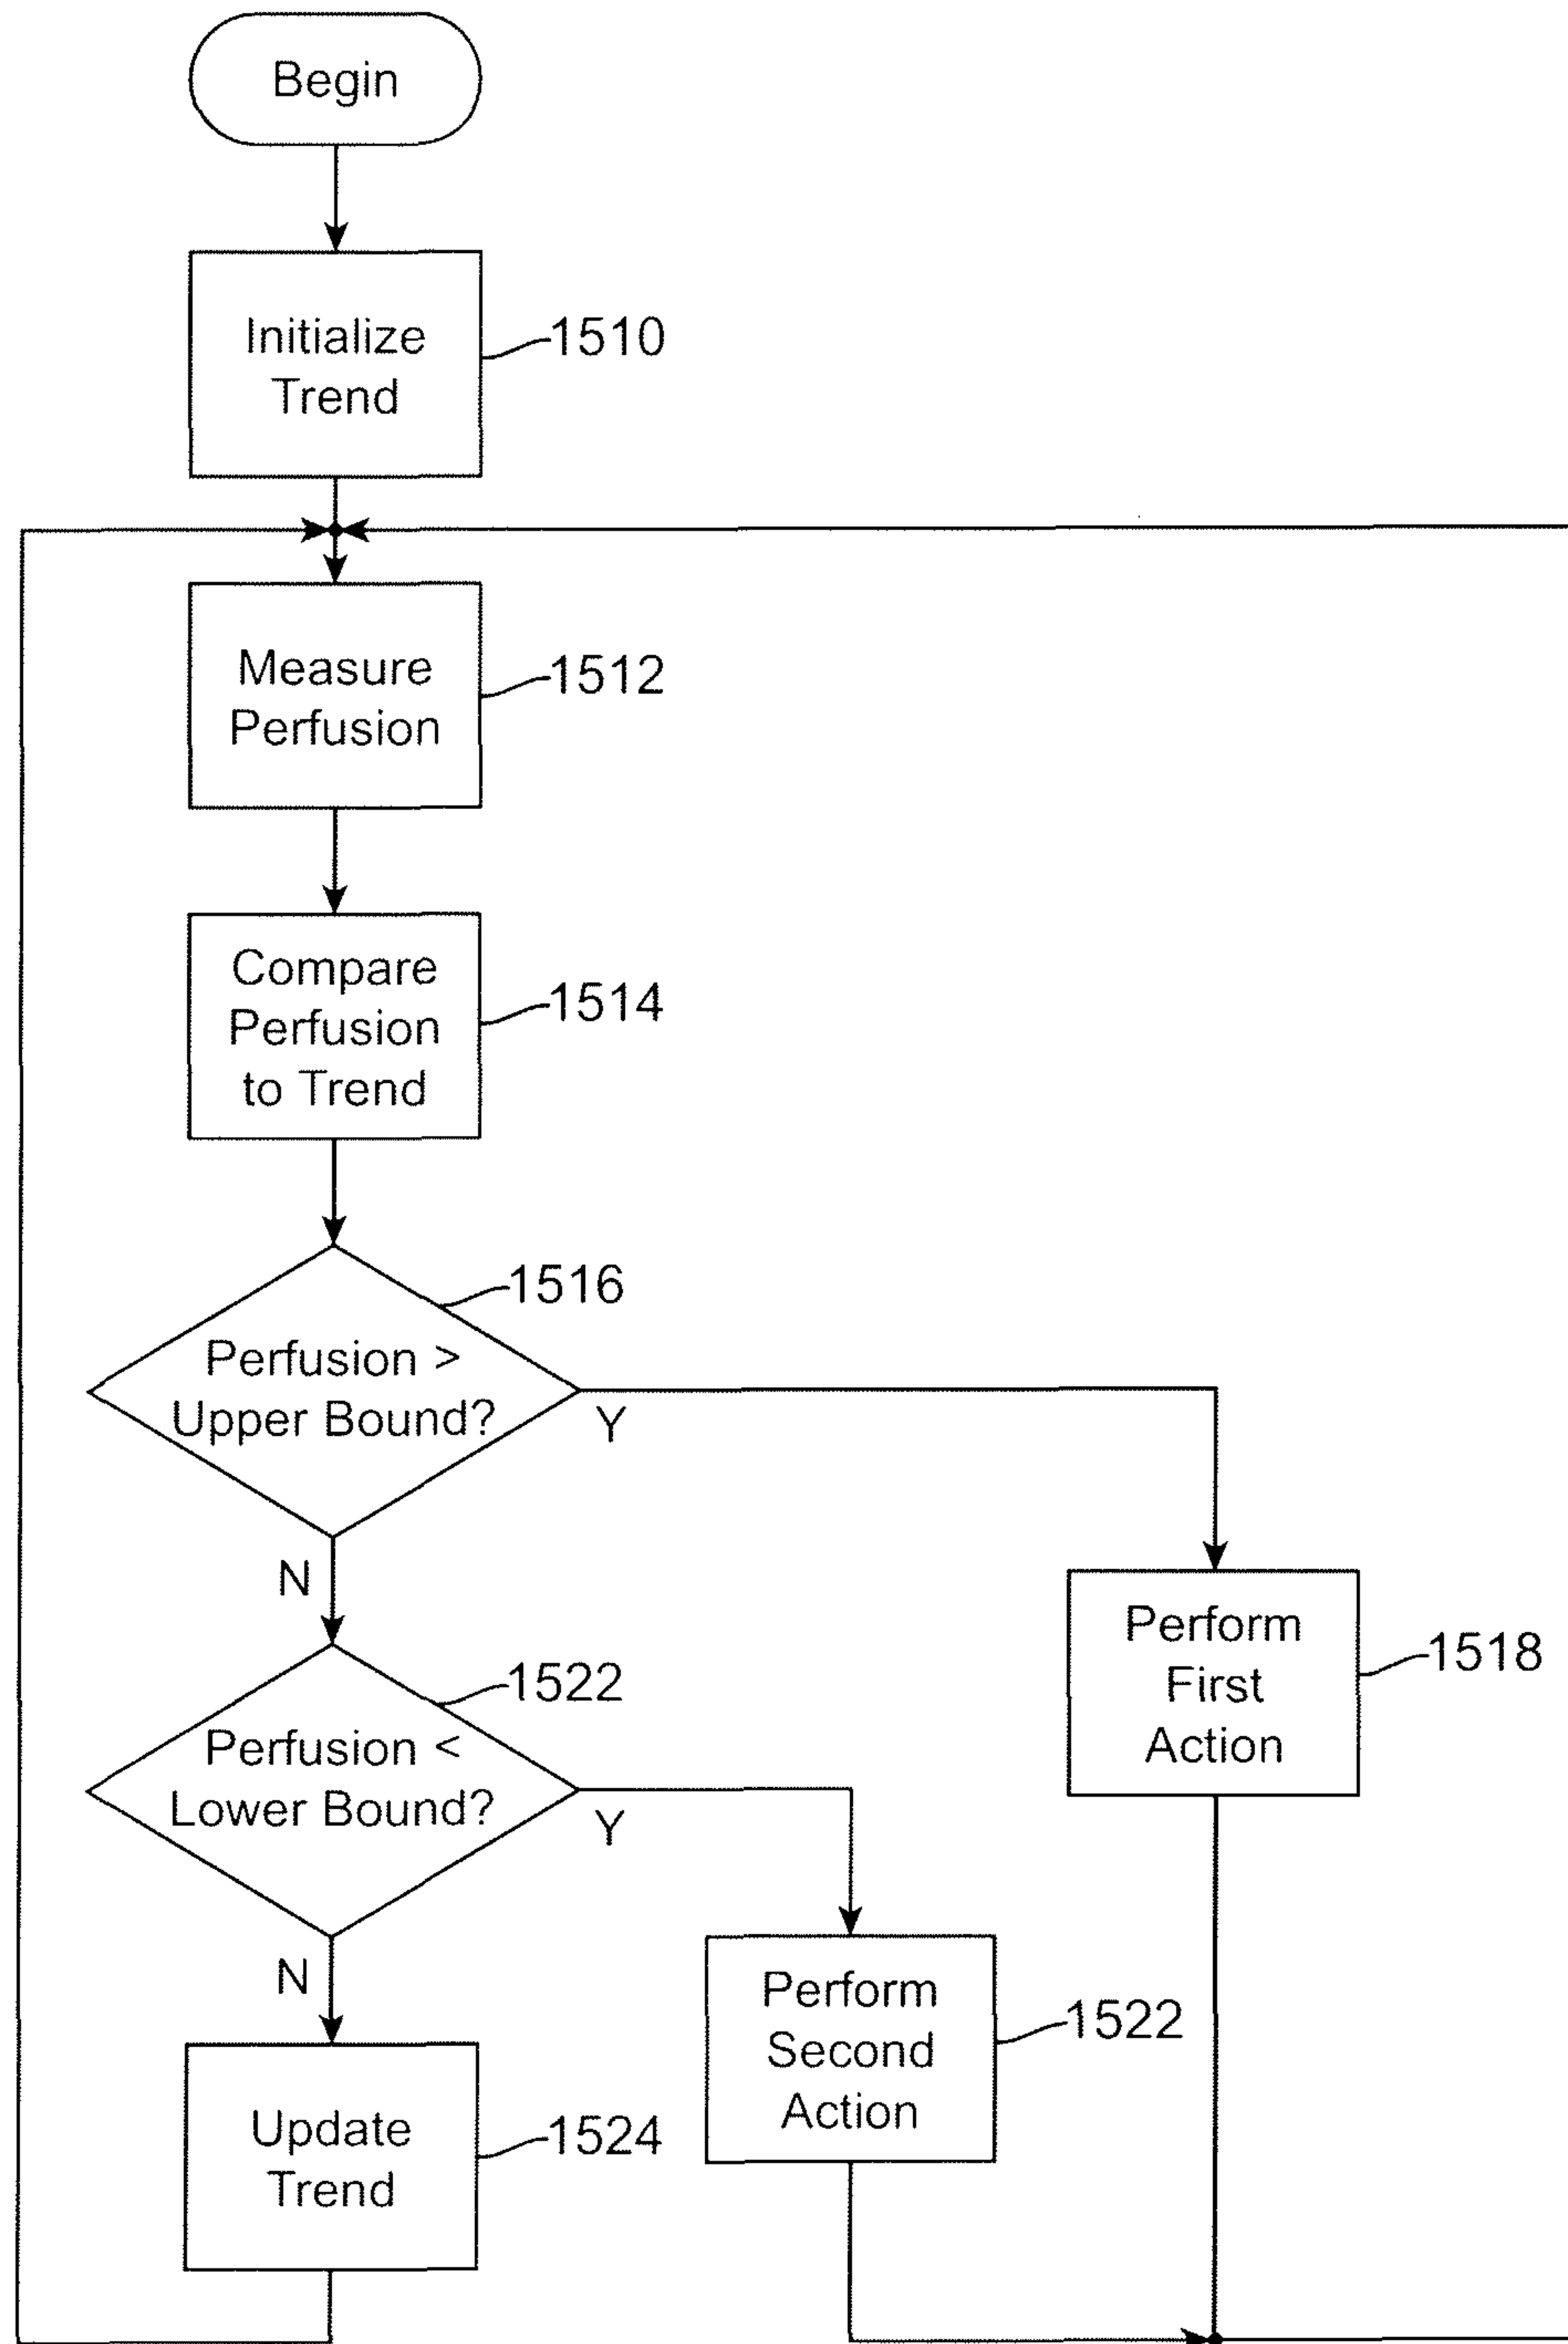 Begin
Initialize
Trend
1510
Measure
Perfusion
1512
Compare
Perfusion
to Trend
1514
1516
Perfusion >
Upper Bound?
Y
N
1522
Perfusion <
Lower Bound?
Y
N
Perform
First
Action
1518
Perform
Second
Action
1522
Update
Trend
1524